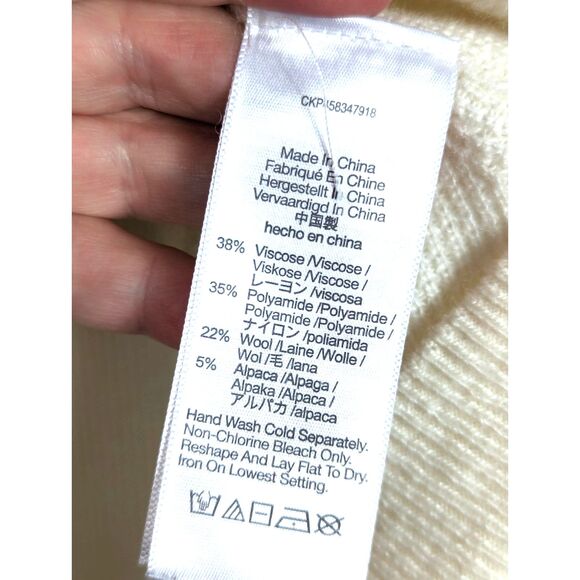 CKP458347918
Made In China
Fabriqué En Chine
Hergestellt In China
Vervaardigd In China
中国製
hecho en china
38% Viscose/Viscose/
Viskose/Viscose/
レーヨン/viscosa
35% Polyamide/Polyamide/
Polyamide/Polyamide/
ナイロン/poliamida
22% Wool/Laine/Wolle/
Wol/毛/lana
5% Alpaca/Alpaga/
Alpaka/Alpaca/
アルパカ/alpaca
Hand Wash Cold Separately.
Non-Chlorine Bleach Only.
Reshape And Lay Flat To Dry.
Iron On Lowest Setting.